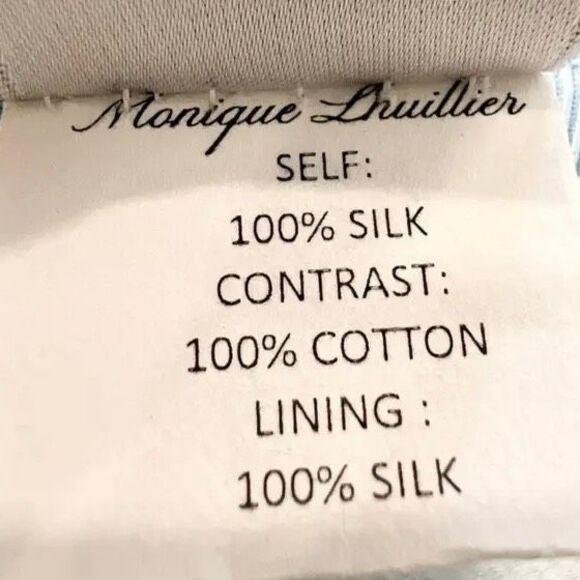 Monique Lhuillier
SELF:
100% SILK
CONTRAST:
100% COTTON
LINING :
100% SILK